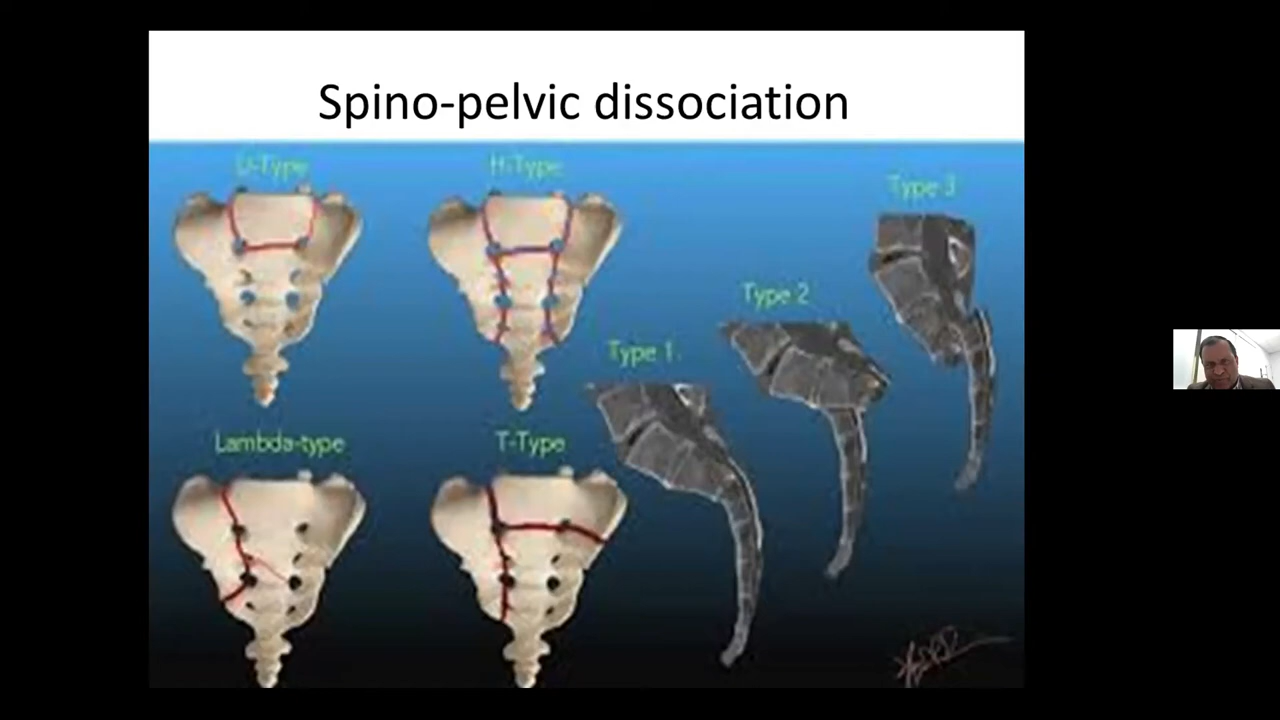 Spino-pelvic dissociation
U-Type
H-Type
Type 3
Type 2
Type 1
Lambda-type
T-Type